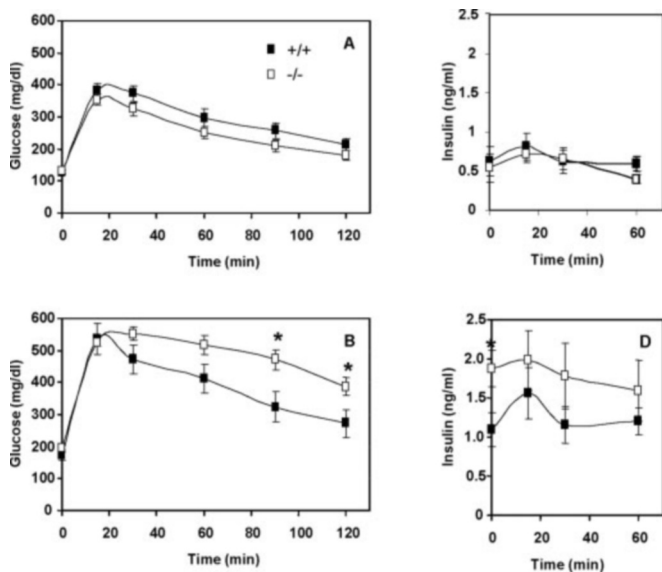 600
500
400
300
200
100
0
Glucose (mg/dl)
A
+/+
-/-
0 20 40 60 80 100 120
Time (min)
2.5
2
1.5
1
0.5
0
Insulin (ng/ml)
0 20 40 60
Time (min)
600
500
400
300
200
100
0
Glucose (mg/dl)
B
*
*
0 20 40 60 80 100 120
Time (min)
2.5
2.0
1.5
1.0
0.5
0
Insulin (ng/ml)
D
*
0 20 40 60
Time (min)